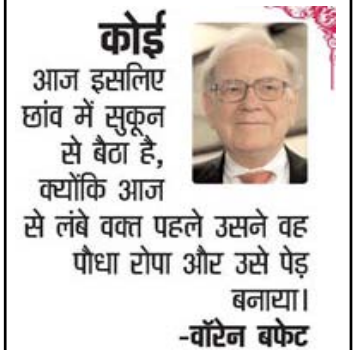 कोई
आज इसलिए
छांव में सुकून
से बैठा है,
क्योंकि आज
से लंबे वक्त पहले उसने वह
पौधा रोपा और उसे पेड़
बनाया।
-वॉरेन बफेट